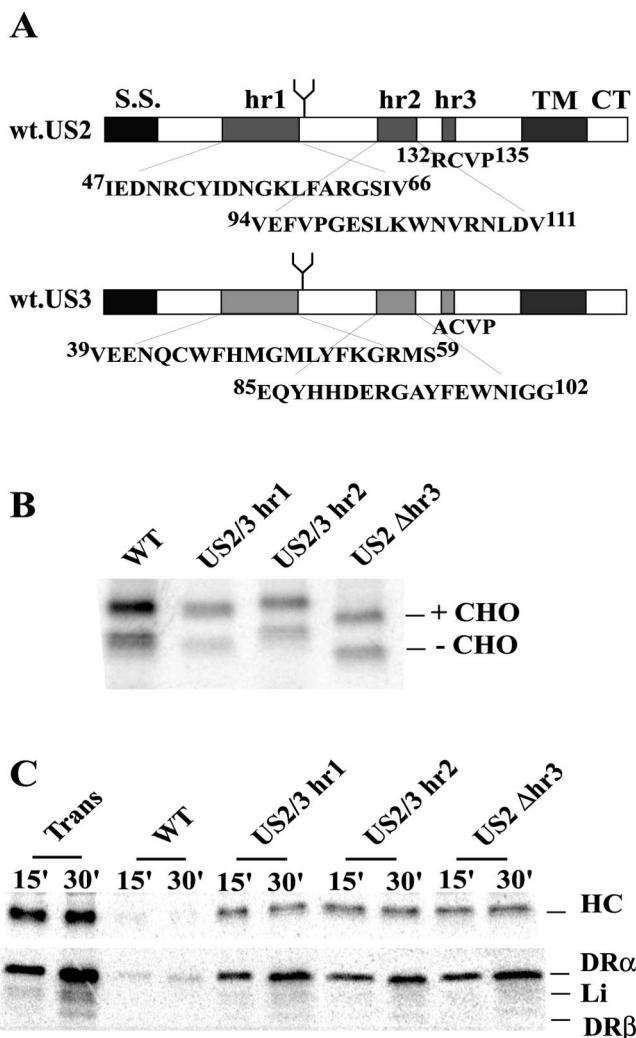 A
S.S. hr1 hr2 hr3 TM CT
wt.US2
132RCVP135
47IEDNRCYIDNGKLFARGSIV66
94VEFVPGESLKWNVRNLDV111
wt.US3
ACVP
39VEENQCWFHMGMLYFKGRMS59
85EQYHHDERGAYFEWNIGG102
B
WT US2/3 hr1 US2/3 hr2 US2 Δhr3
+ CHO
- CHO
C
Trans WT US2/3 hr1 US2/3 hr2 US2 Δhr3
15' 30' 15' 30' 15' 30' 15' 30' 15' 30'
HC
DRα
Li
DRβ